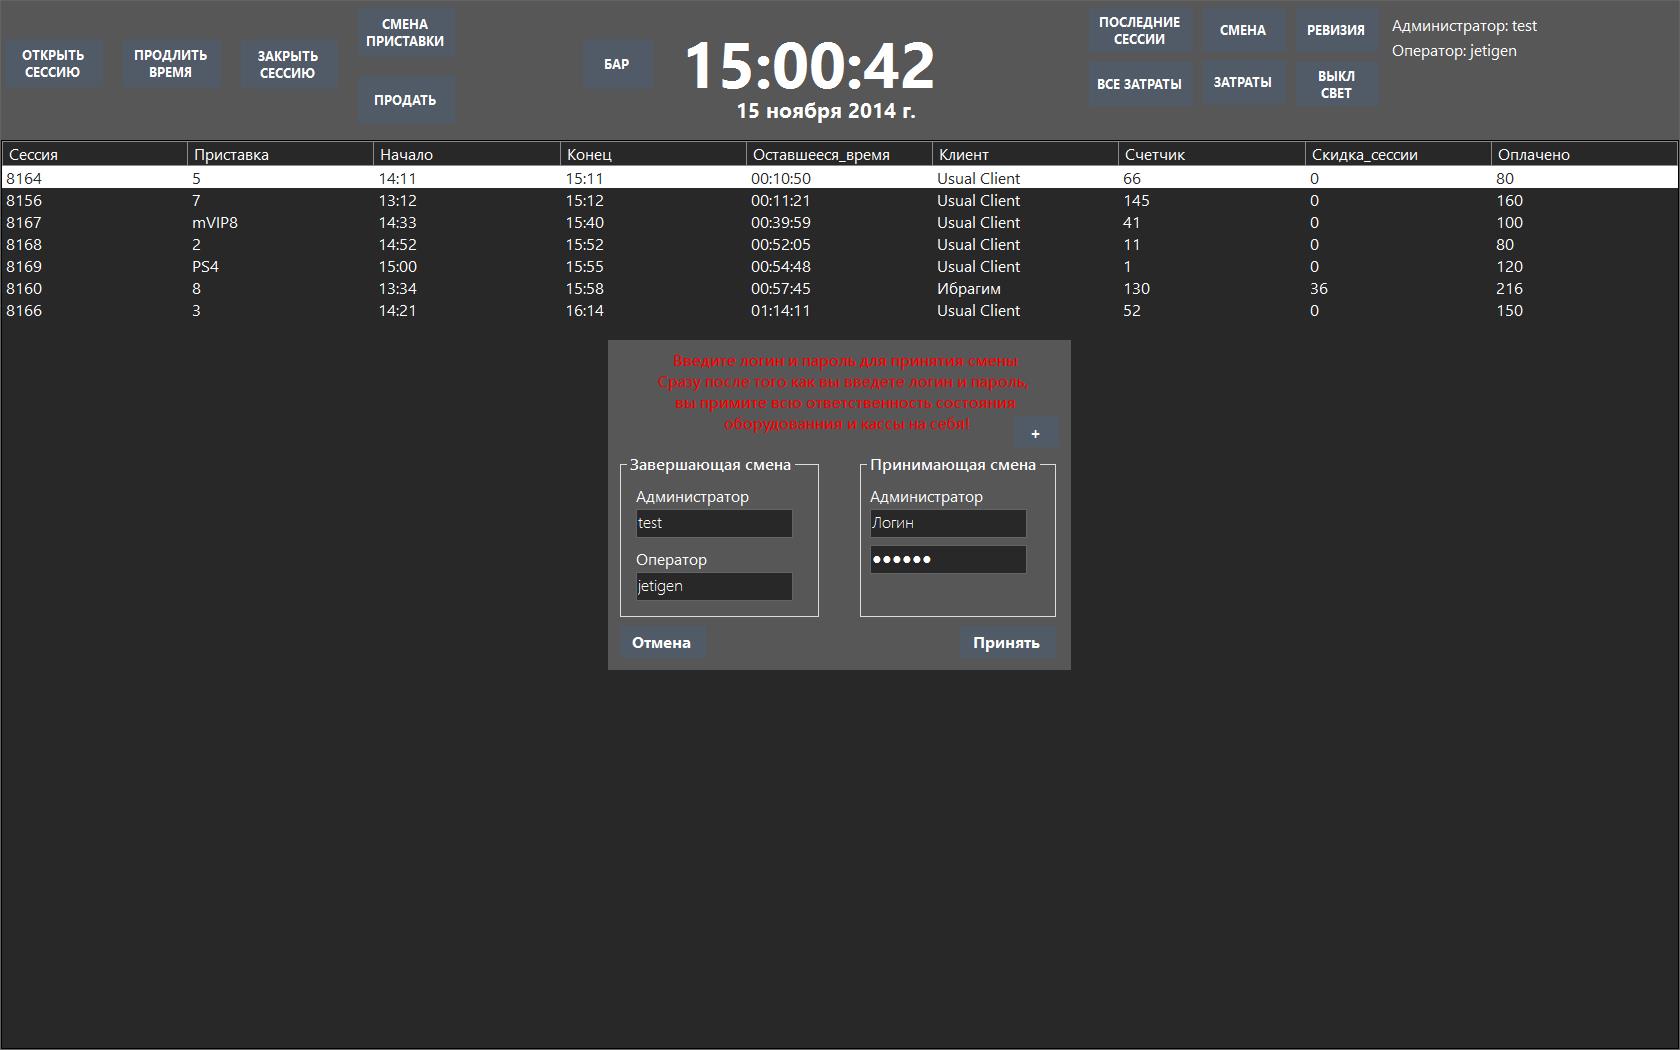 ОТКРЫТЬ
СЕССИЮ
ПРОДЛИТЬ
ВРЕМЯ
ЗАКРЫТЬ
СЕССИЮ
СМЕНА
ПРИСТАВКИ
ПРОДАТЬ
БАР
15:00:42
15 ноября 2014 г.
ПОСЛЕДНИЕ
СЕССИИ
СМЕНА
РЕВИЗИЯ
ВСЕ ЗАТРАТЫ
ЗАТРАТЫ
ВЫКЛ
СВЕТ
Администратор: test
Оператор: jetigen
Сессия Приставка Начало Конец Оставшееся_время Клиент Счетчик Скидка_сессии Оплачено
8164 5 14:11 15:11 00:10:50 Usual Client 66 0 80
8156 7 13:12 15:12 00:11:21 Usual Client 145 0 160
8167 mVIP8 14:33 15:40 00:39:59 Usual Client 41 0 100
8168 2 14:52 15:52 00:52:05 Usual Client 11 0 80
8169 PS4 15:00 15:55 00:54:48 Usual Client 1 0 120
8160 8 13:34 15:58 00:57:45 Ибрагим 130 36 216
8166 3 14:21 16:14 01:14:11 Usual Client 52 0 150
Введите логин и пароль для принятия смены
Сразу после того как вы введете логин и пароль,
вы примите всю ответственность состояния
оборудованния и кассы на себя!
+
Завершающая смена
Администратор
test
Оператор
jetigen
Принимающая смена
Администратор
Логин
●●●●●●
Отмена
Принять